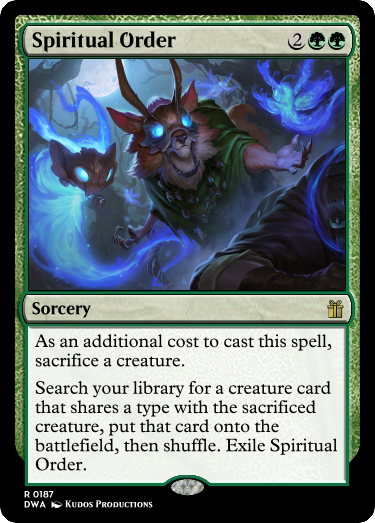 Spiritual Order 2
Sorcery
As an additional cost to cast this spell,
sacrifice a creature.
Search your library for a creature card
that shares a type with the sacrificed
creature, put that card onto the
battlefield, then shuffle. Exile Spiritual
Order.
R 0187
DWA Kudos Productions